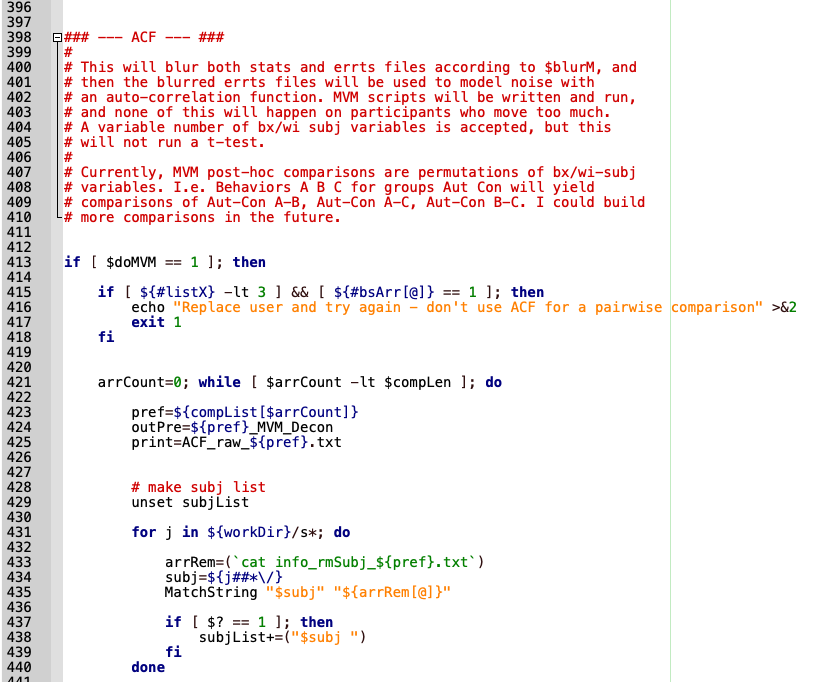 396
397
398 ### --- ACF --- ###
399 #
400 # This will blur both stats and errts files according to $blurM, and
401 # then the blurred errts files will be used to model noise with
402 # an auto-correlation function. MVM scripts will be written and run,
403 # and none of this will happen on participants who move too much.
404 # A variable number of bx/wi subj variables is accepted, but this
405 # will not run a t-test.
406 #
407 # Currently, MVM post-hoc comparisons are permutations of bx/wi-subj
408 # variables. I.e. Behaviors A B C for groups Aut Con will yield
409 # comparisons of Aut-Con A-B, Aut-Con A-C, Aut-Con B-C. I could build
410 # more comparisons in the future.
411
412
413 if [ $doMVM == 1 ]; then
414
415 if [ ${#listX} -lt 3 ] && [ ${#bsArr[@]} == 1 ]; then
416 echo "Replace user and try again - don't use ACF for a pairwise comparison" >&2
417 exit 1
418 fi
419
420
421 arrCount=0; while [ $arrCount -lt $compLen ]; do
422
423 pref=${compList[$arrCount]}
424 outPre=${pref}_MVM_Decon
425 print=ACF_raw_${pref}.txt
426
427
428 # make subj list
429 unset subjList
430
431 for j in ${workDir}/s*; do
432
433 arrRem=(`cat info_rmSubj_${pref}.txt`)
434 subj=${j##*\/}
435 MatchString "$subj" "${arrRem[@]}"
436
437 if [ $? == 1 ]; then
438 subjList+=("$subj ")
439 fi
440 done
441